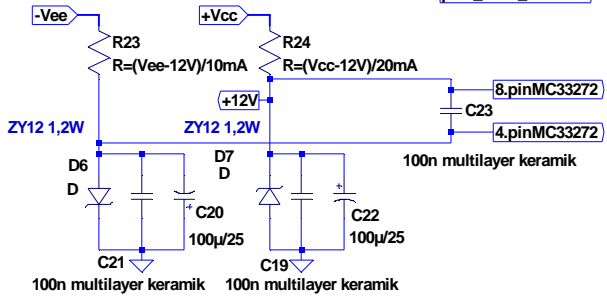 -Vee
+Vcc
R23
R=(Vee-12V)/10mA
R24
R=(Vcc-12V)/20mA
8.pinMC33272
+12V
C23
ZY12 1,2W
ZY12 1,2W
4.pinMC33272
100n multilayer keramik
D6
D
D7
D
C20
100µ/25
C22
100µ/25
C21
C19
100n multilayer keramik
100n multilayer keramik